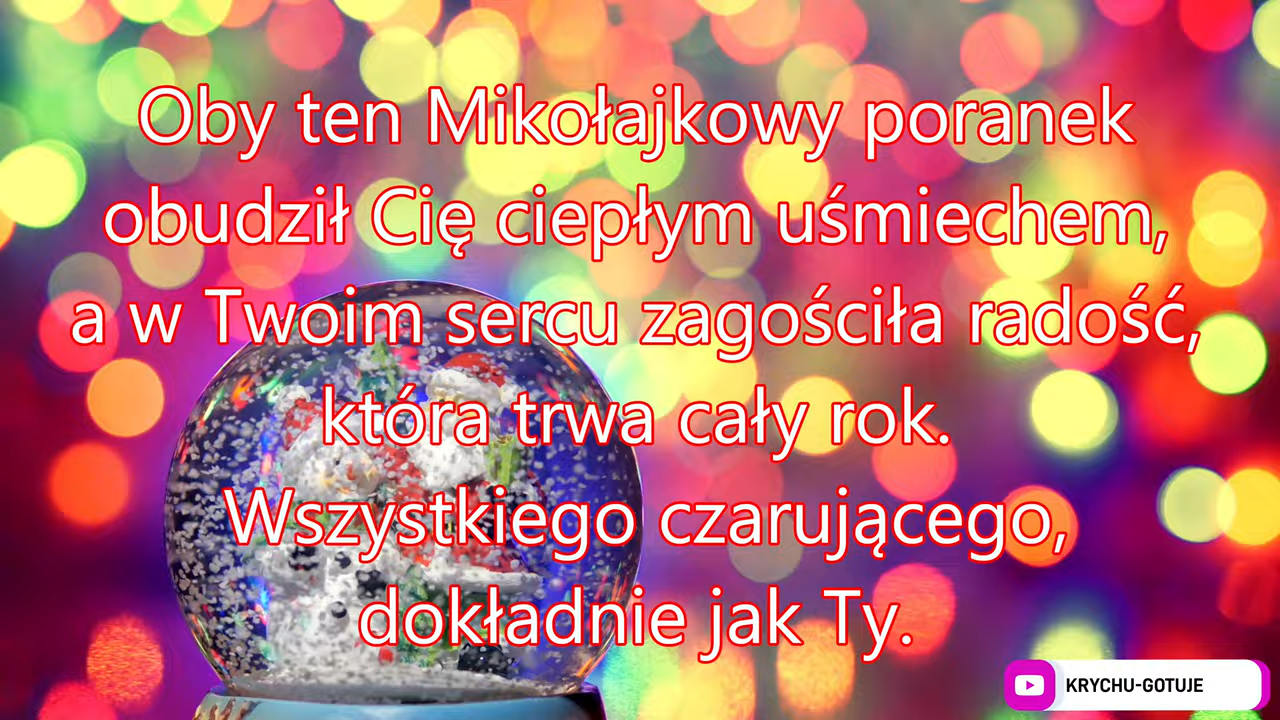 Oby ten Mikołajkowy poranek
obudził Cię ciepłym uśmiechem,
a w Twoim sercu zagościła radość,
która trwa cały rok.
Wszystkiego czarującego,
dokładnie jak Ty.
KRYCHU-GOTUJE